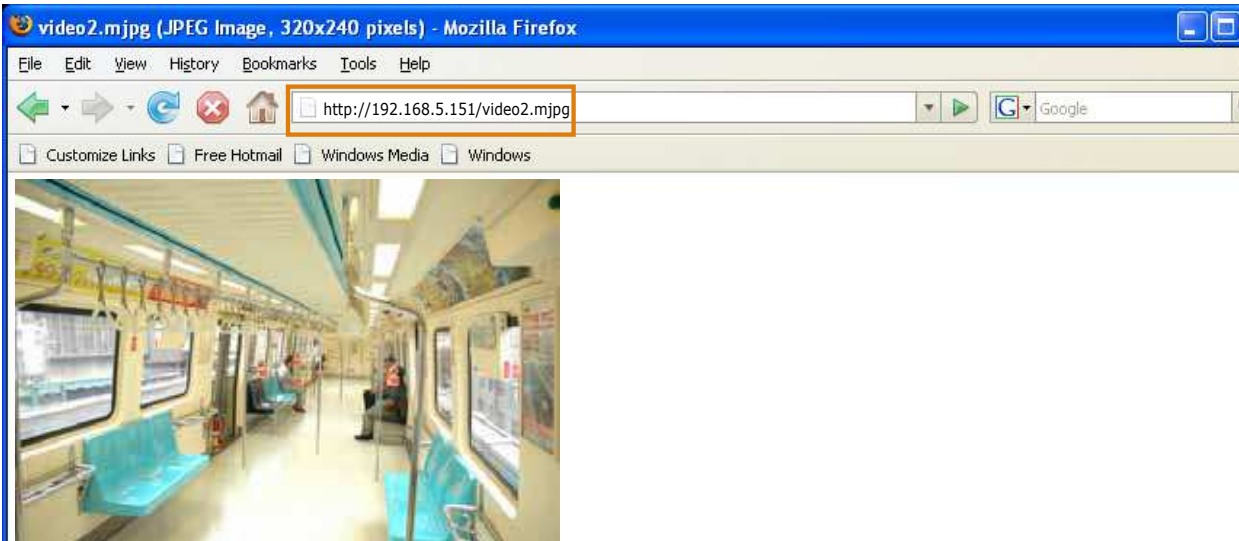 video2.mjpg (JPEG Image, 320x240 pixels) - Mozilla Firefox
File Edit View History Bookmarks Tools Help
http://192.168.5.151/video2.mjpg G Google
Customize Links Free Hotmail Windows Media Windows